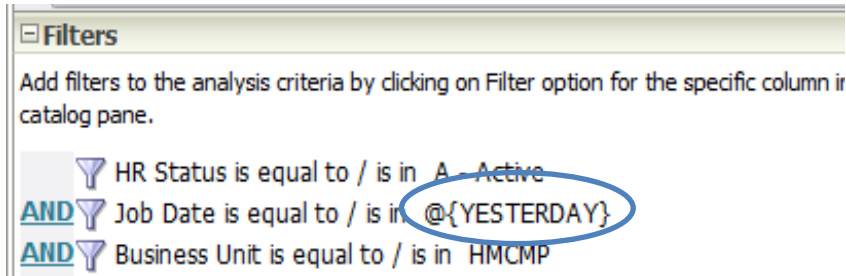 Filters
Add filters to the analysis criteria by clicking on Filter option for the specific column
catalog pane.
HR Status is equal to / is in A - Active
AND Job Date is equal to / is in @{YESTERDAY}
AND Business Unit is equal to / is in HMCMP